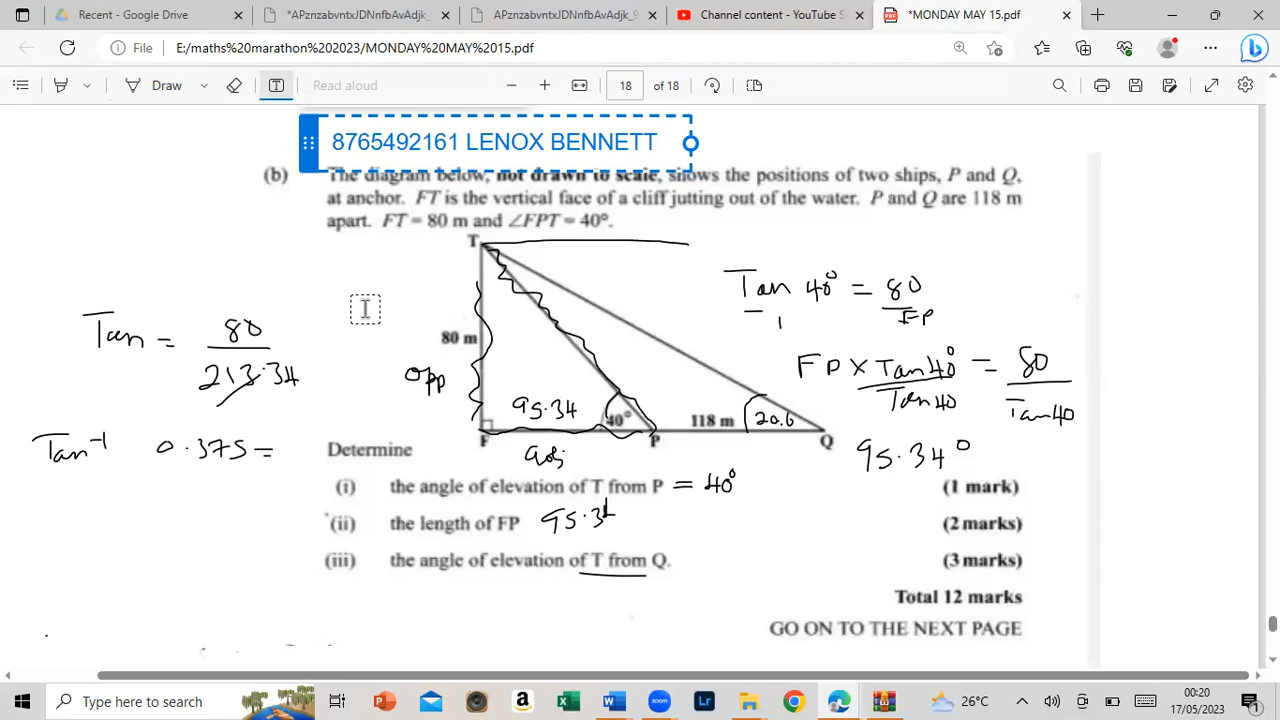 Recent - Google Drive
*APznzabvntxJDNnfbAvAdjk_
APznzabvntxJDNnfbAvAdjk_9
Channel content - YouTube S
*MONDAY MAY 15.pdf
File
E:/maths%20marathon%202023/MONDAY%20MAY%2015.pdf
Draw
Read aloud
18
of 18
8765492161 LENOX BENNETT
(b) The diagram below, not drawn to scale, shows the positions of two ships, P and Q,
at anchor. FT is the vertical face of a cliff jutting out of the water. P and Q are 118 m
apart. FT = 80 m and ∠FPT = 40°.
T
Tan 40° = 80
1 FP
Tan = 80
213.34
80 m
opp
FP × Tan 40° = 80
Tan 40 Tan 40
95.34
40°
118 m
20.6
F
P
Q
Tan⁻¹ 0.375 =
adj
95.34°
Determine
(i) the angle of elevation of T from P = 40° (1 mark)
(ii) the length of FP 95.34 (2 marks)
(iii) the angle of elevation of T from Q. (3 marks)
Total 12 marks
GO ON TO THE NEXT PAGE
Type here to search
26°C
00:20
17/05/2023